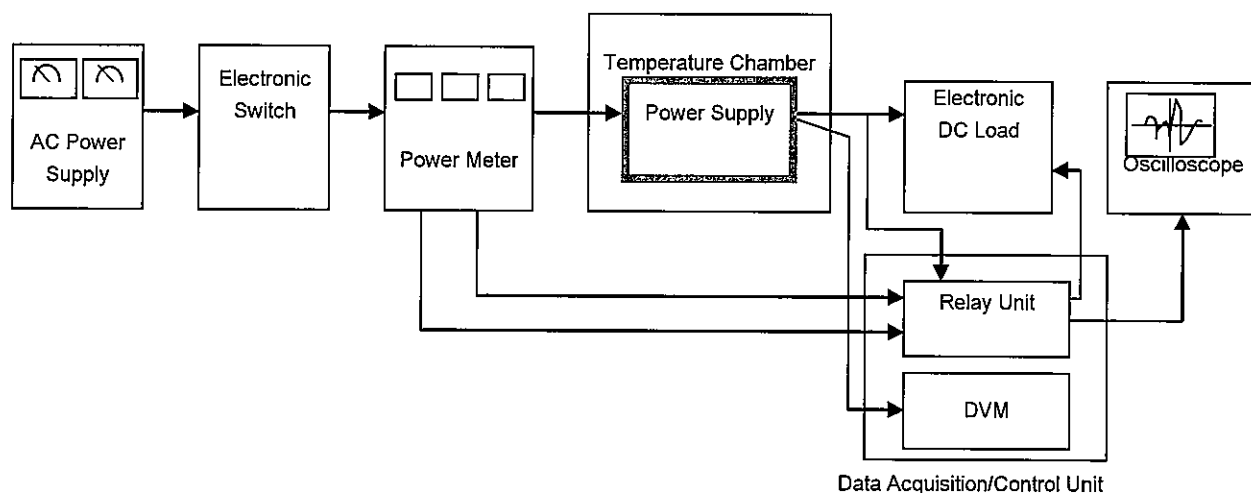 AC Power
Supply
Electronic
Switch
Power Meter
Temperature Chamber
Power Supply
Electronic
DC Load
Oscilloscope
Relay Unit
DVM
Data Acquisition/Control Unit